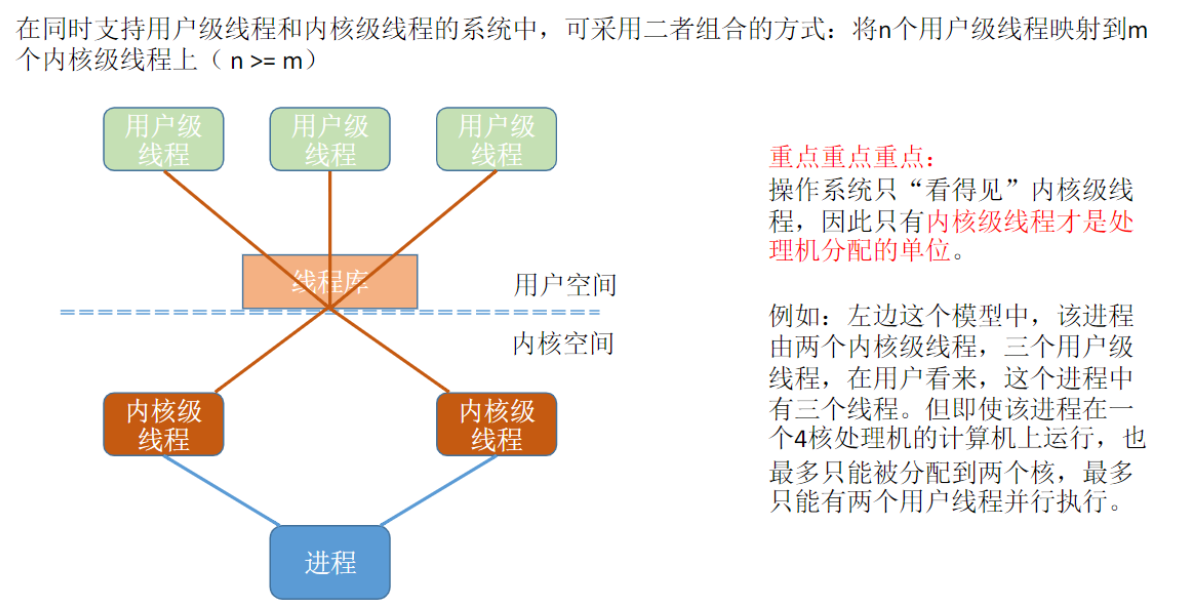 在同时支持用户级线程和内核级线程的系统中，可采用二者组合的方式：将n个用户级线程映射到m
个内核级线程上（ n >= m）
用户级
线程
用户级
线程
用户级
线程
线程库
用户空间
内核空间
内核级
线程
内核级
线程
进程
重点重点重点：
操作系统只“看得见”内核级线
程，因此只有内核级线程才是处
理机分配的单位。
例如：左边这个模型中，该进程
由两个内核级线程，三个用户级
线程，在用户看来，这个进程中
有三个线程。但即使该进程在一
个4核处理机的计算机上运行，也
最多只能被分配到两个核，最多
只能有两个用户线程并行执行。